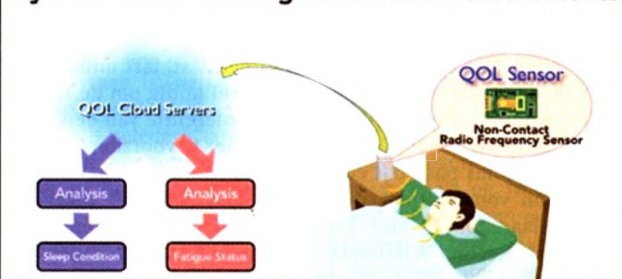 QOL Sensor
Non-Contact
Radio Frequency Sensor
QOL Cloud Servers
Analysis
Analysis
Sleep Condition
Fatigue Status